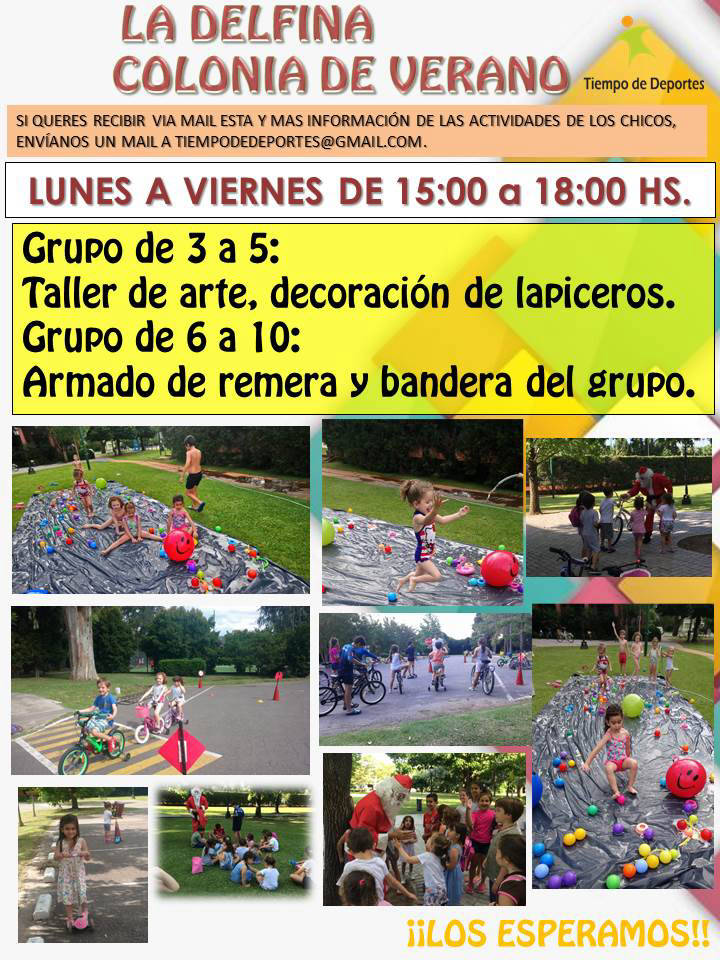 LA DELFINA
COLONIA DE VERANO
Tiempo de Deportes
SI QUERES RECIBIR VIA MAIL ESTA Y MAS INFORMACIÓN DE LAS ACTIVIDADES DE LOS CHICOS,
ENVÍANOS UN MAIL A TIEMPODEDEPORTES@GMAIL.COM.
LUNES A VIERNES DE 15:00 a 18:00 HS.
Grupo de 3 a 5:
Taller de arte, decoración de lapiceros.
Grupo de 6 a 10:
Armado de remera y bandera del grupo.
¡¡LOS ESPERAMOS!!